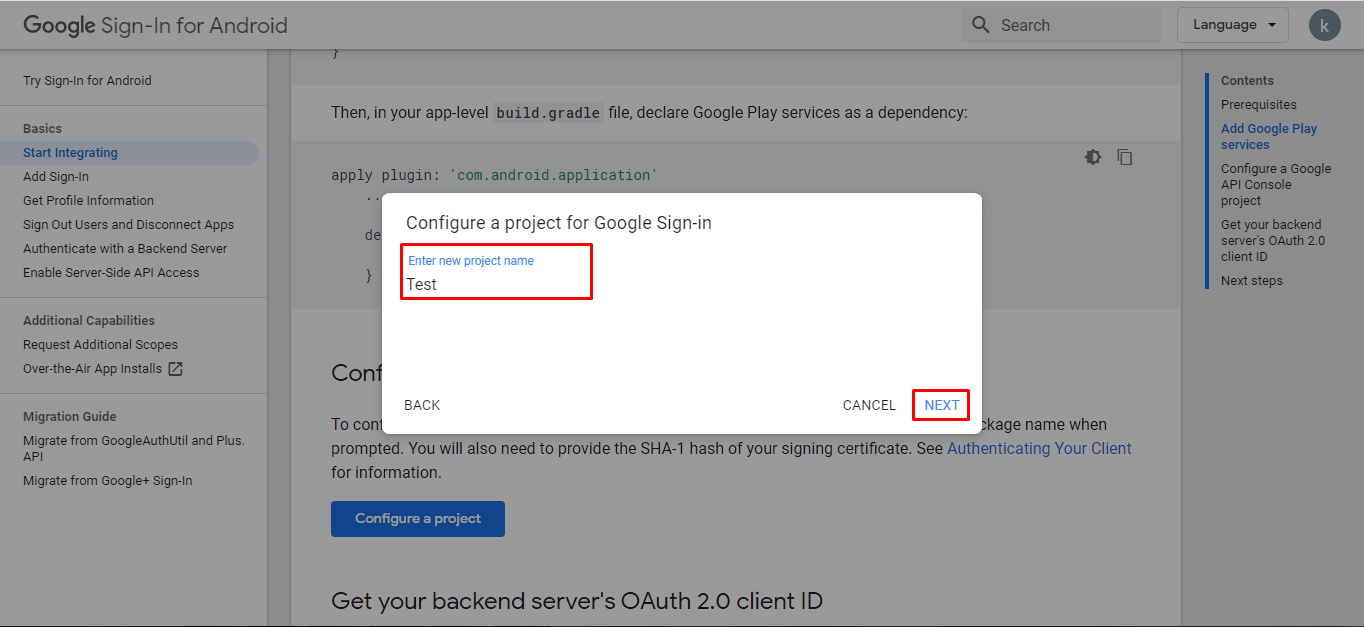 Google Sign-In for Android
Search
Language
k
Try Sign-In for Android
Basics
Start Integrating
Add Sign-In
Get Profile Information
Sign Out Users and Disconnect Apps
Authenticate with a Backend Server
Enable Server-Side API Access
Additional Capabilities
Request Additional Scopes
Over-the-Air App Installs
Migration Guide
Migrate from GoogleAuthUtil and Plus.
API
Migrate from Google+ Sign-In
}
Then, in your app-level build.gradle file, declare Google Play services as a dependency:
apply plugin: 'com.android.application'
..
de
}
Configure a project for Google Sign-in
Enter new project name
Test
BACK
CANCEL
NEXT
Conf
To conf ckage name when
prompted. You will also need to provide the SHA-1 hash of your signing certificate. See Authenticating Your Client
for information.
Configure a project
Get your backend server's OAuth 2.0 client ID
Contents
Prerequisites
Add Google Play
services
Configure a Google
API Console
project
Get your backend
server's OAuth 2.0
client ID
Next steps